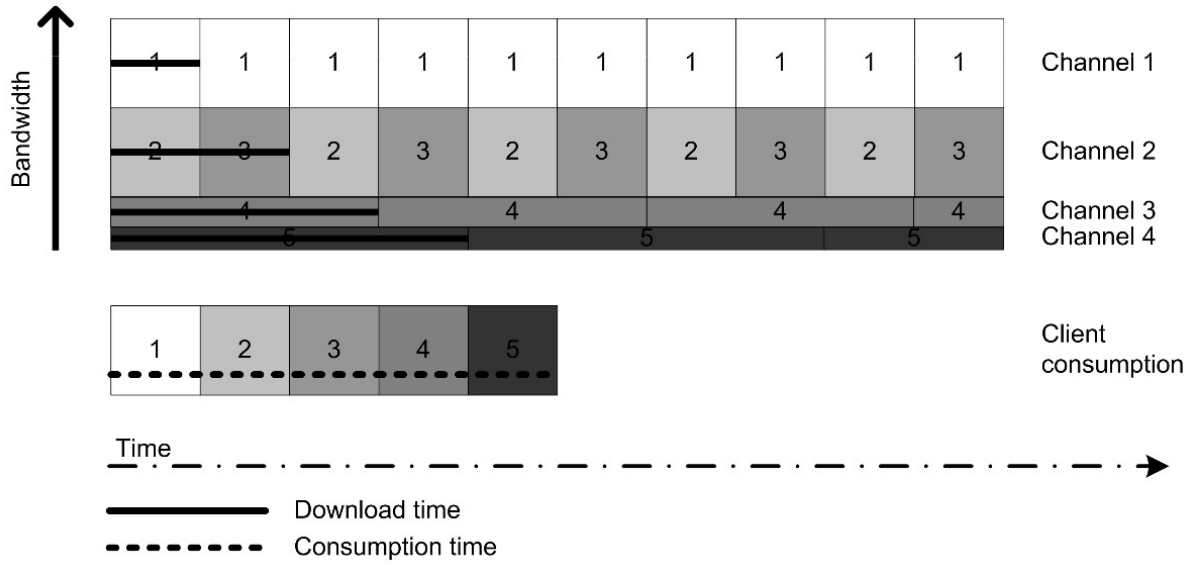 Bandwidth
1 1 1 1 1 1 1 1 1 1 Channel 1
2 3 2 3 2 3 2 3 2 3 Channel 2
4 4 4 4 Channel 3
5 5 5 Channel 4
1 2 3 4 5 Client
consumption
Time
Download time
Consumption time